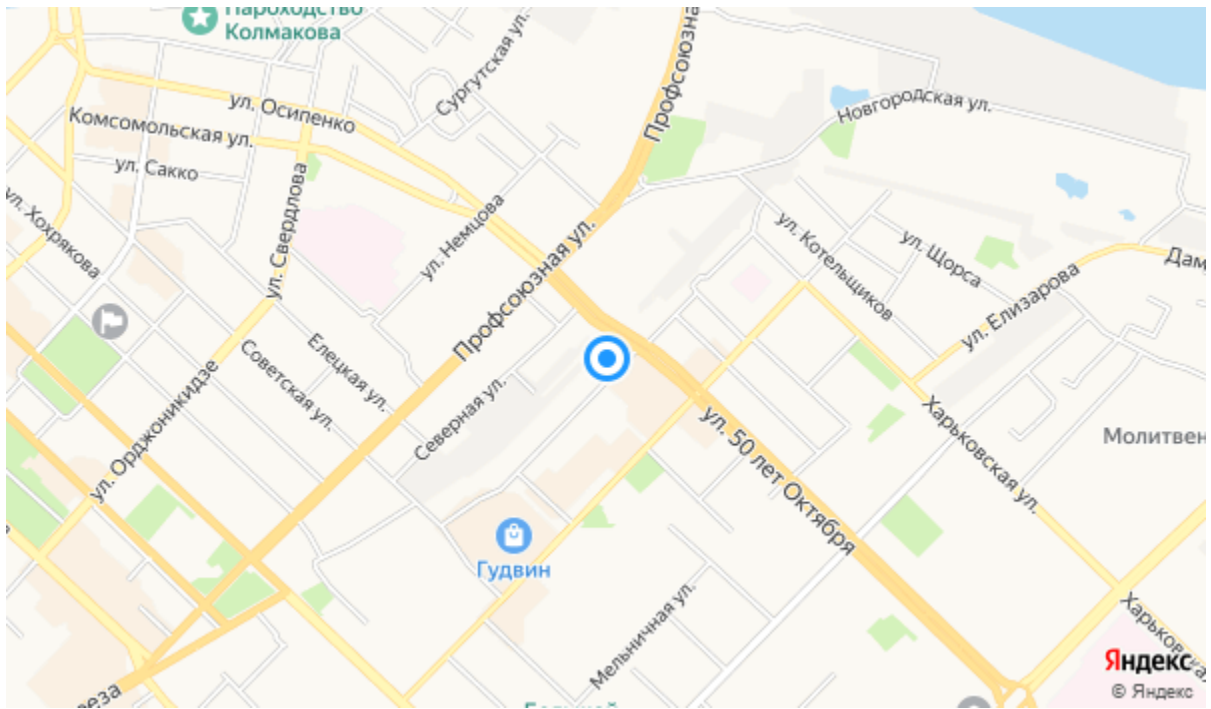 Пароходство
Колмакова
Сургутская ул.
Профсоюзна
ул. Осипенко
Комсомольская ул.
Новгородская ул.
ул. Сакко
ул. Свердлова
ул. Хохрякова
ул. Немцова
ул. Котельщиков
ул. Щорса
Дам
ул. Елизарова
Профсоюзная ул.
Елецкая ул.
Советская ул.
Северная ул.
ул. Орджоникидзе
ул. 50 лет Октября
Харьковская ул.
Молитвен
Гудвин
Мельничная ул.
Харьковская
Яндекс
© Яндекс